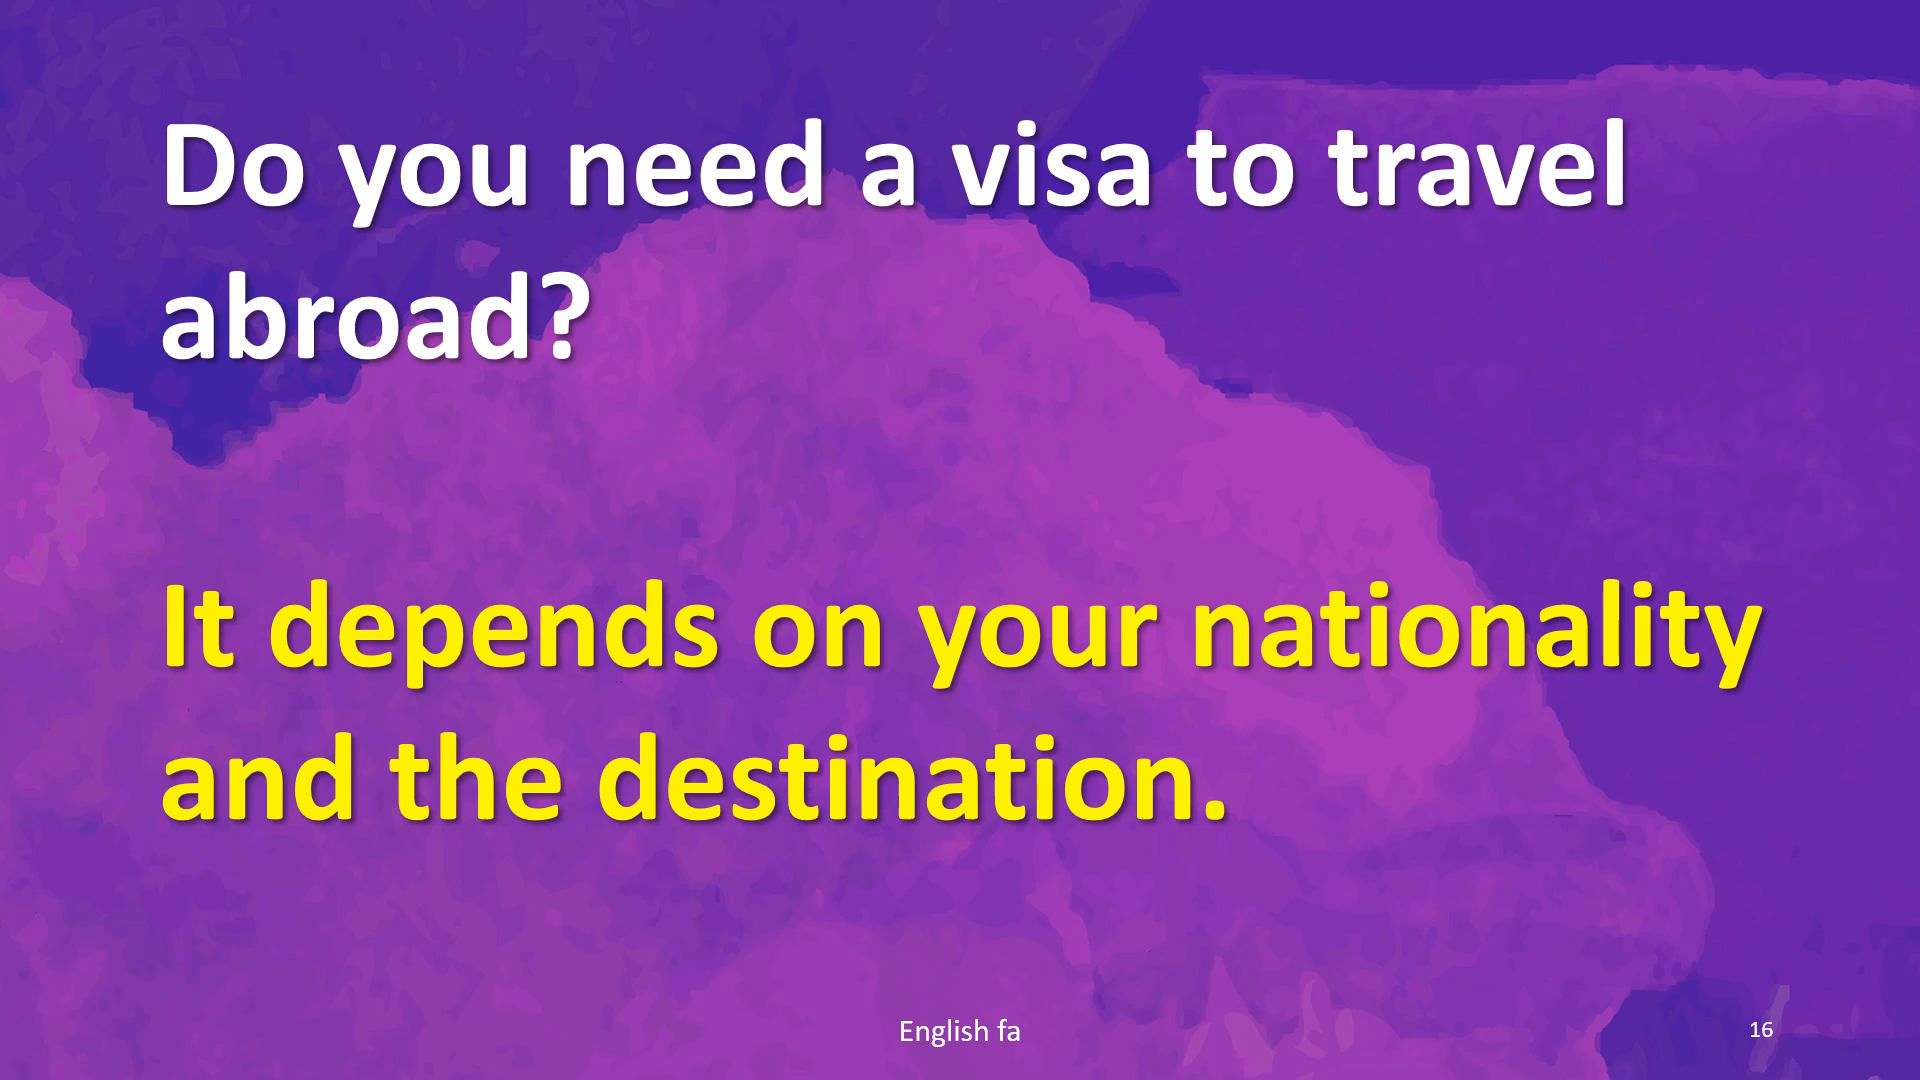 Do you need a visa to travel
abroad?
It depends on your nationality
and the destination.
English fa
16